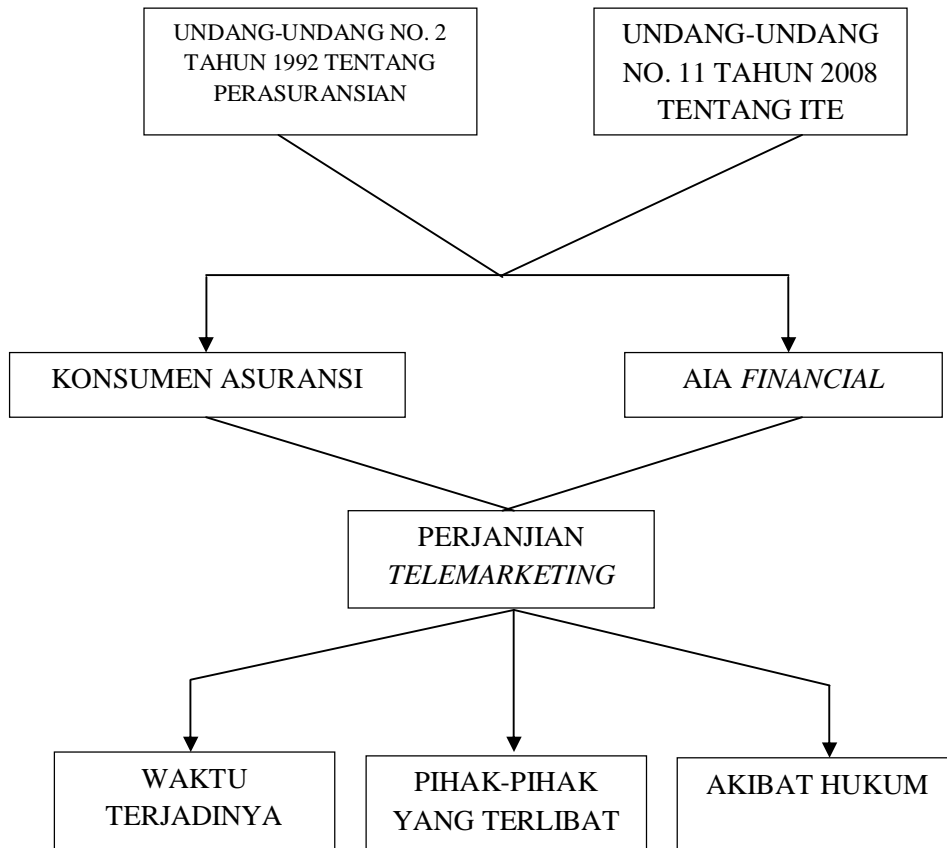 UNDANG-UNDANG NO. 2
TAHUN 1992 TENTANG
PERASURANSIAN
UNDANG-UNDANG
NO. 11 TAHUN 2008
TENTANG ITE
KONSUMEN ASURANSI
AIA FINANCIAL
PERJANJIAN
TELEMARKETING
WAKTU
TERJADINYA
PIHAK-PIHAK
YANG TERLIBAT
AKIBAT HUKUM